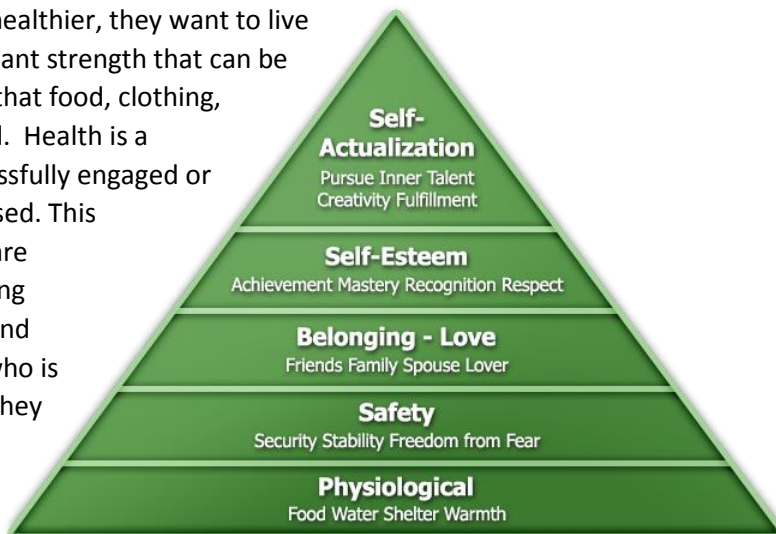 healthier, they want to live
ant strength that can be
that food, clothing,
Health is a
ssfully engaged or
sed. This
are
ng
nd
who is
they
Self-
Actualization
Pursue Inner Talent
Creativity Fulfillment
Self-Esteem
Achievement Mastery Recognition Respect
Belonging - Love
Friends Family Spouse Lover
Safety
Security Stability Freedom from Fear
Physiological
Food Water Shelter Warmth